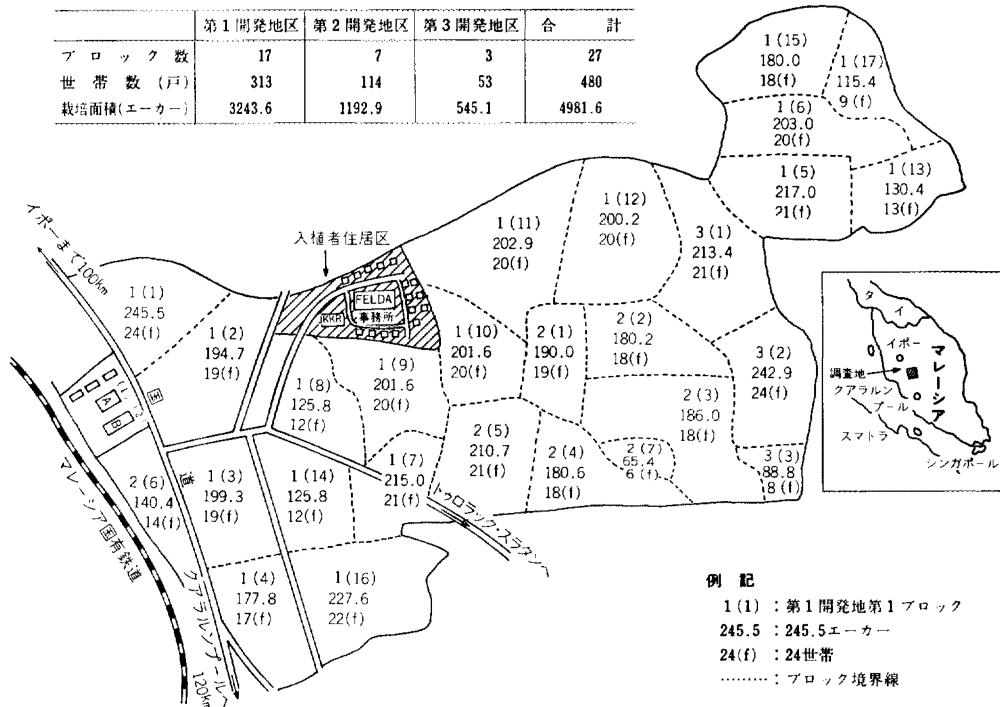 第1開発地区 第2開発地区 第3開発地区 合計
ブロック数 17 7 3 27
世帯数(戸) 313 114 53 480
栽培面積(エーカー) 3243.6 1192.9 545.1 4981.6
1(15)
180.0
18(f)
1(17)
115.4
9(f)
1(6)
203.0
20(f)
1(5)
217.0
21(f)
1(13)
130.4
13(f)
1(12)
200.2
20(f)
1(11)
202.9
20(f)
3(1)
213.4
21(f)
イポーまで100km
入植者住居区
FELDA
事務所
JKKR
1(1)
245.5
24(f)
1(2)
194.7
19(f)
1(10)
201.6
20(f)
2(1)
190.0
19(f)
2(2)
180.2
18(f)
3(2)
242.9
24(f)
1(8)
125.8
12(f)
1(9)
201.6
20(f)
2(3)
186.0
18(f)
A
B
国道
2(5)
210.7
21(f)
2(4)
180.6
18(f)
2(7)
65.4
6(f)
3(3)
88.8
8(f)
1(7)
215.0
21(f)
2(6)
140.4
14(f)
1(3)
199.3
19(f)
1(14)
125.8
12(f)
トゥロラック・スラタンへ
マレーシア国有鉄道
1(4)
177.8
17(f)
1(16)
227.6
22(f)
クアラルンプールへ120km
タイ
イポー
マレーシア
調査地
クアラルンプール
スマトラ
シンガポール
例記
1(1):第1開発地第1ブロック
245.5:245.5エーカー
24(f):24世帯
………:ブロック境界線